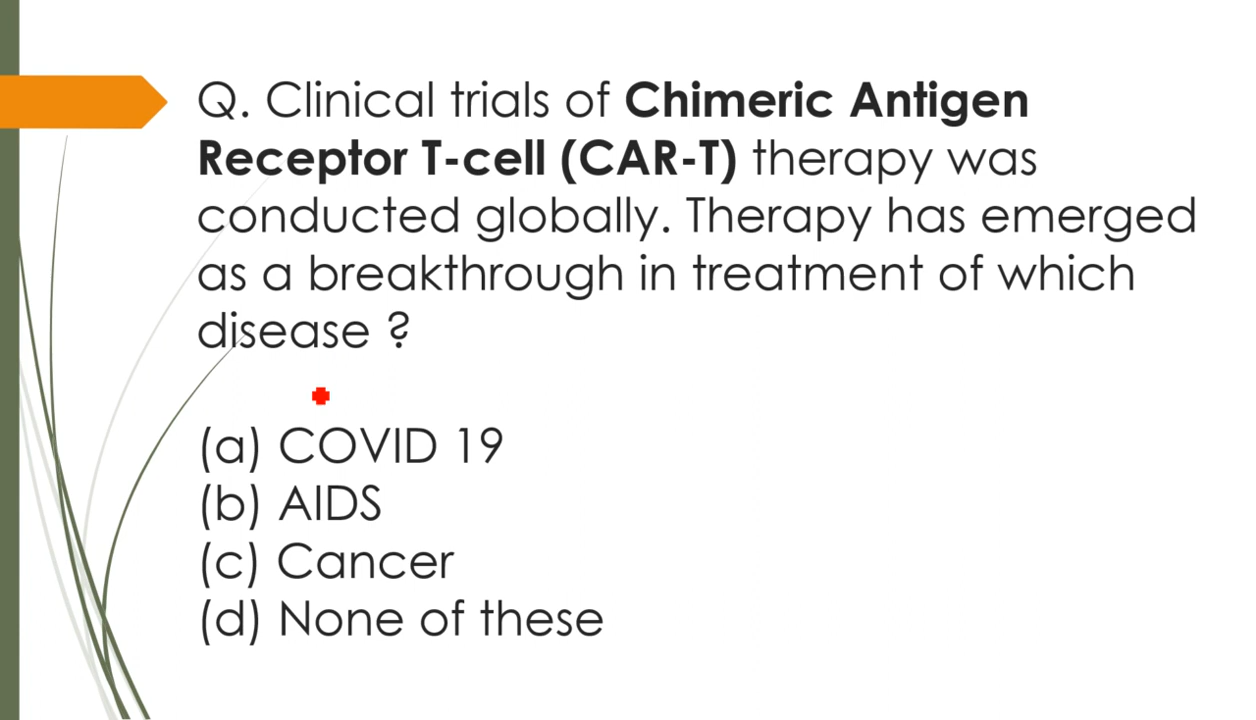 Q. Clinical trials of Chimeric Antigen
Receptor T-cell (CAR-T) therapy was
conducted globally. Therapy has emerged
as a breakthrough in treatment of which
disease ?
(a) COVID 19
(b) AIDS
(c) Cancer
(d) None of these